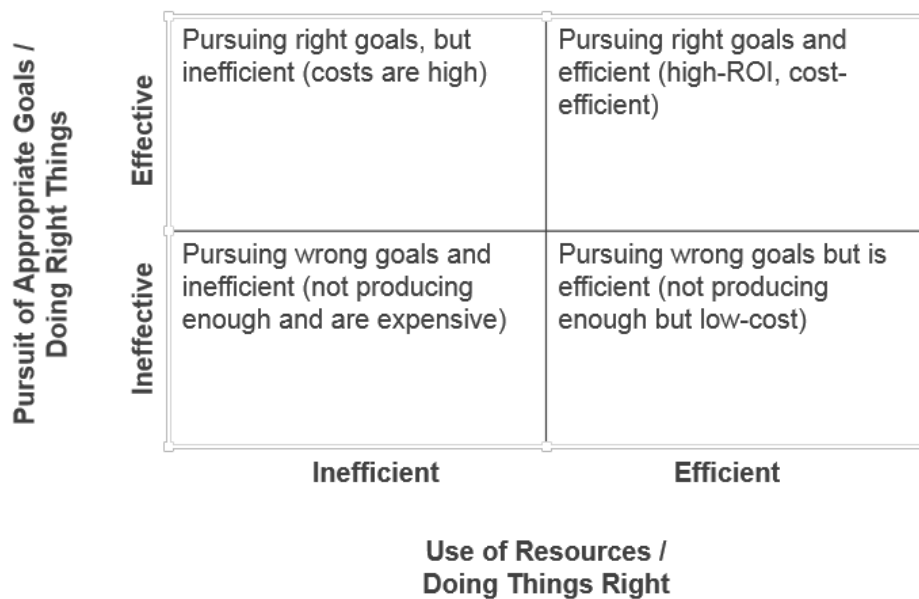 Pursuit of Appropriate Goals /
Doing Right Things
Effective
Pursuing right goals, but
inefficient (costs are high)
Pursuing right goals and
efficient (high-ROI, cost-
efficient)
Ineffective
Pursuing wrong goals and
inefficient (not producing
enough and are expensive)
Pursuing wrong goals but is
efficient (not producing
enough but low-cost)
Inefficient
Efficient
Use of Resources /
Doing Things Right